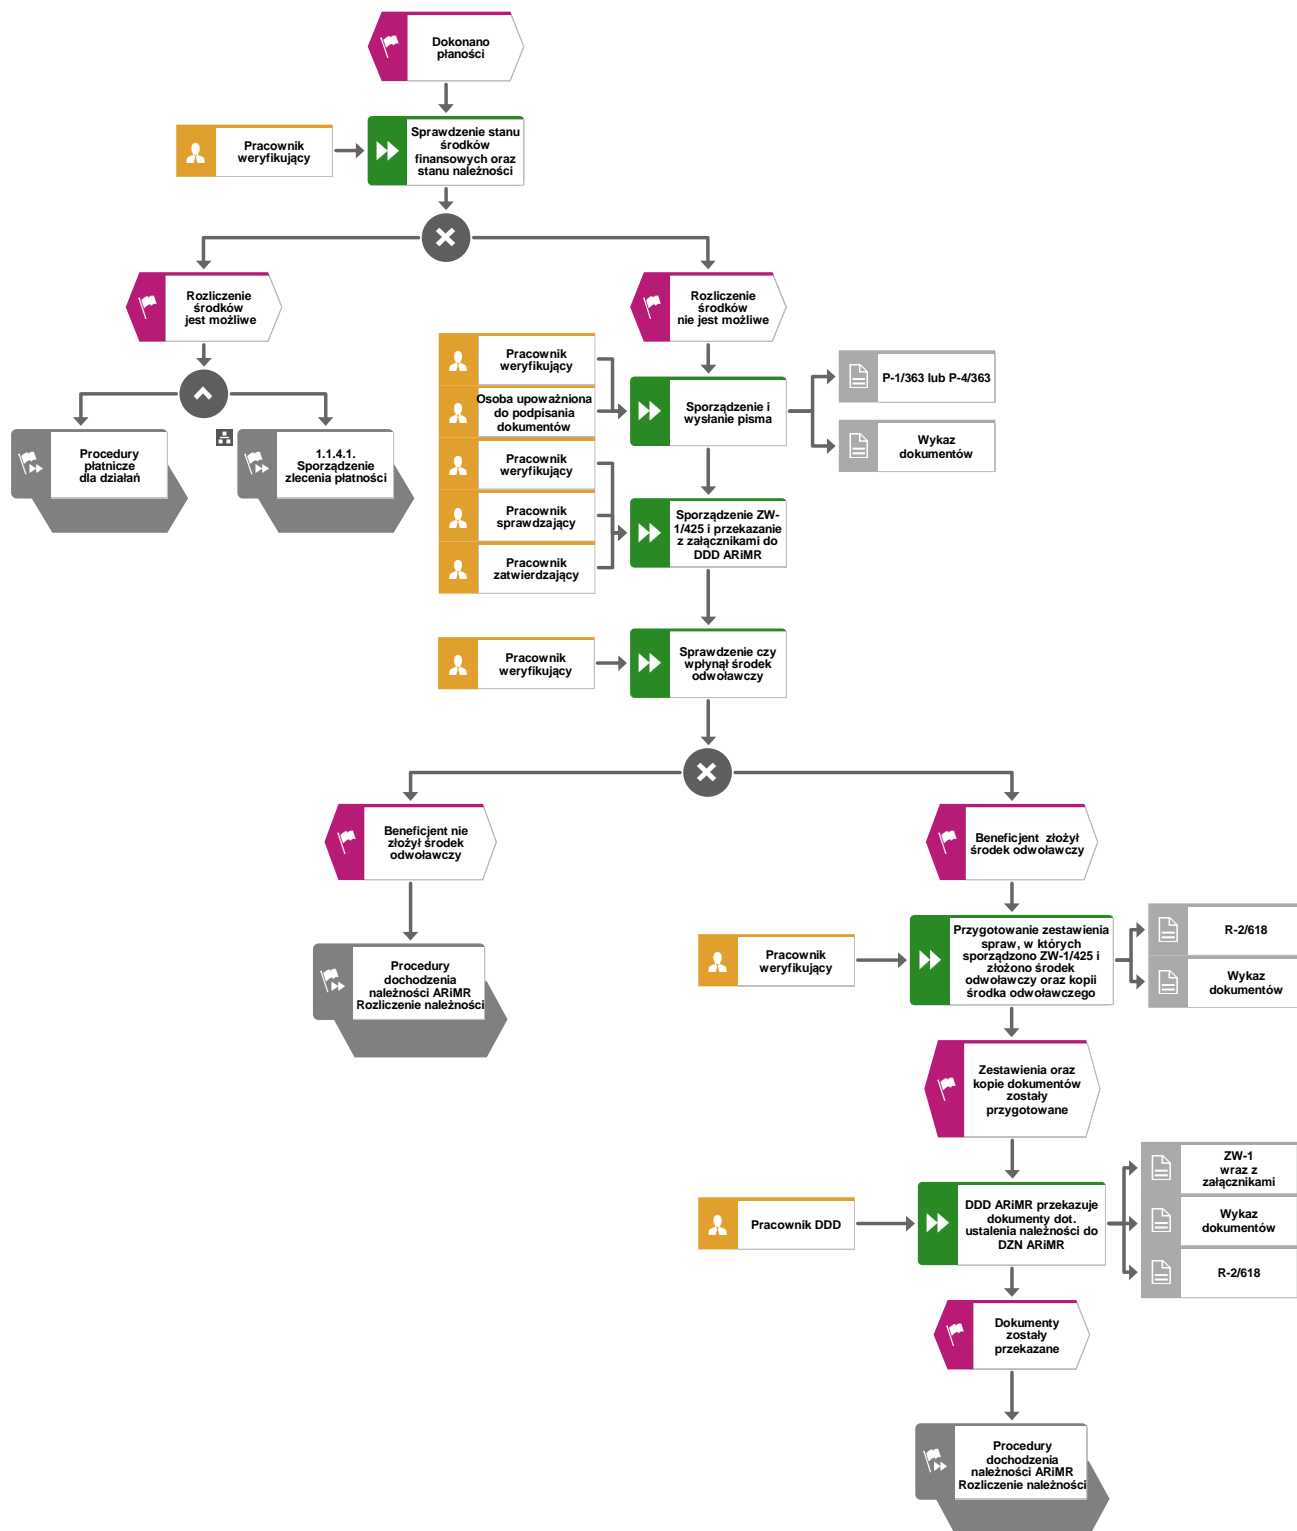 Dokonano
płaności
Sprawdzenie stanu
środków
finansowych oraz
stanu należności
Pracownik
weryfikujący
Rozliczenie
środków
jest możliwe
Rozliczenie
środków
nie jest możliwe
Procedury
płatnicze
dla działań
1.1.4.1.
Sporządzenie
zlecenia płatności
Pracownik
weryfikujący
Osoba upoważniona
do podpisania
dokumentów
Sporządzenie i
wysłanie pisma
P-1/363 lub P-4/363
Wykaz
dokumentów
Pracownik
weryfikujący
Pracownik
sprawdzający
Pracownik
zatwierdzający
Sporządzenie ZW-
1/425 i przekazanie
z załącznikami do
DDD ARiMR
Pracownik
weryfikujący
Sprawdzenie czy
wpłynął środek
odwoławczy
Beneficjent nie
złożył środek
odwoławczy
Beneficjent złożył
środek odwoławczy
Procedury
dochodzenia
należności ARiMR
Rozliczenie należności
Pracownik
weryfikujący
Przygotowanie zestawienia
spraw, w których
sporządzono ZW-1/425 i
złożono środek
odwoławczy oraz kopii
środka odwoławczego
R-2/618
Wykaz
dokumentów
Zestawienia oraz
kopie dokumentów
zostały
przygotowane
Pracownik DDD
DDD ARiMR przekazuje
dokumenty dot.
ustalenia należności do
DZN ARiMR
ZW-1
wraz z
załącznikami
Wykaz
dokumentów
R-2/618
Dokumenty
zostały
przekazane
Procedury
dochodzenia
należności ARiMR
Rozliczenie należności